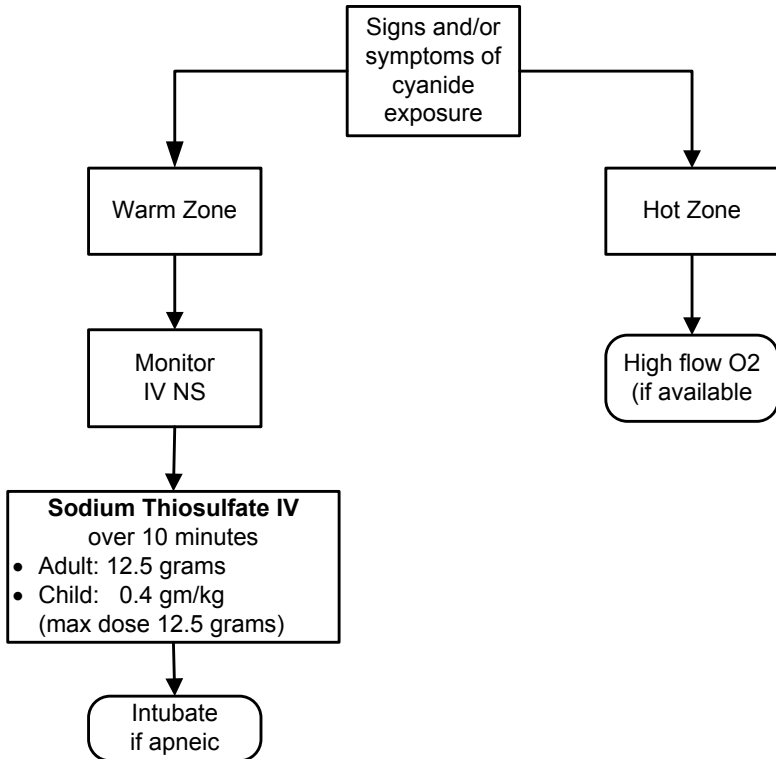 Signs and/or
symptoms of
cyanide
exposure
Warm Zone
Hot Zone
Monitor
IV NS
High flow O2
(if available
Sodium Thiosulfate IV
over 10 minutes
• Adult: 12.5 grams
• Child: 0.4 gm/kg
(max dose 12.5 grams)
Intubate
if apneic